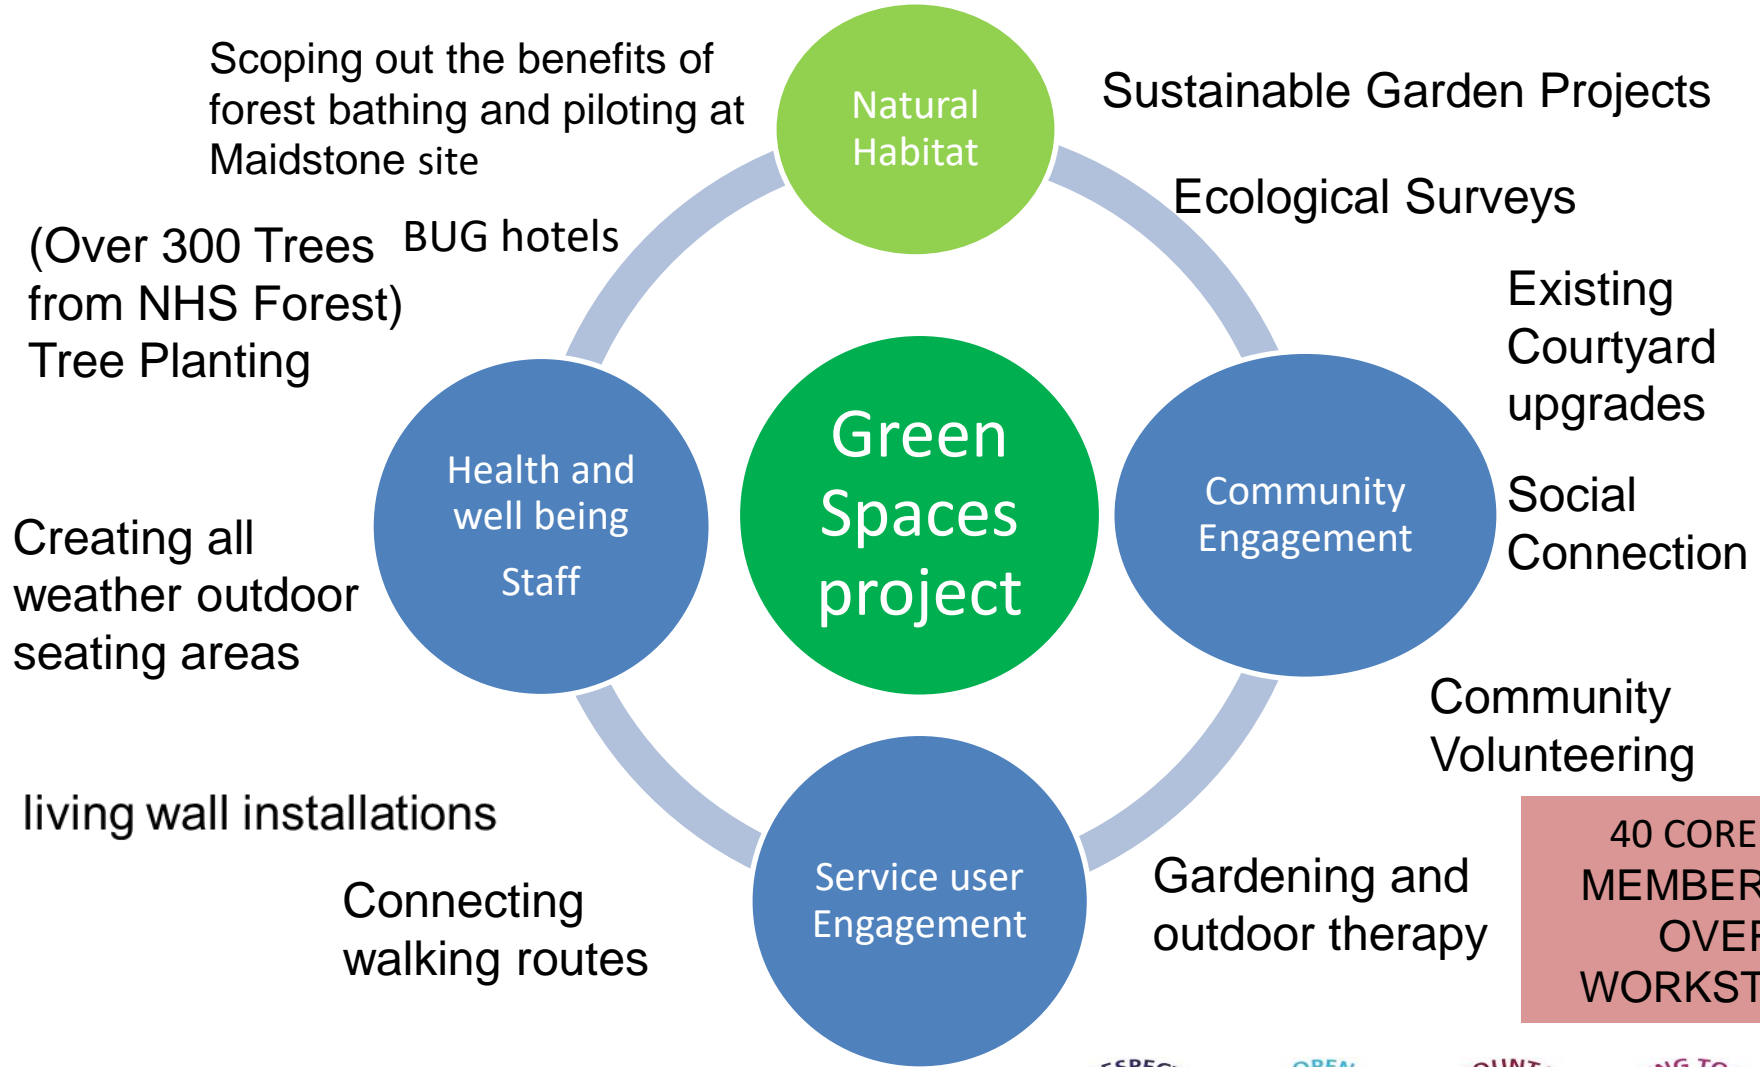 Scoping out the benefits of
forest bathing and piloting at
Maidstone site
Natural
Habitat
Sustainable Garden Projects
Ecological Surveys
BUG hotels
(Over 300 Trees
from NHS Forest)
Tree Planting
Existing
Courtyard
upgrades
Green
Spaces
project
Health and
well being
Staff
Community
Engagement
Social
Connection
Creating all
weather outdoor
seating areas
Community
Volunteering
living wall installations
Connecting
walking routes
Service user
Engagement
Gardening and
outdoor therapy
40 CORE
MEMBER
OVER
WORKST